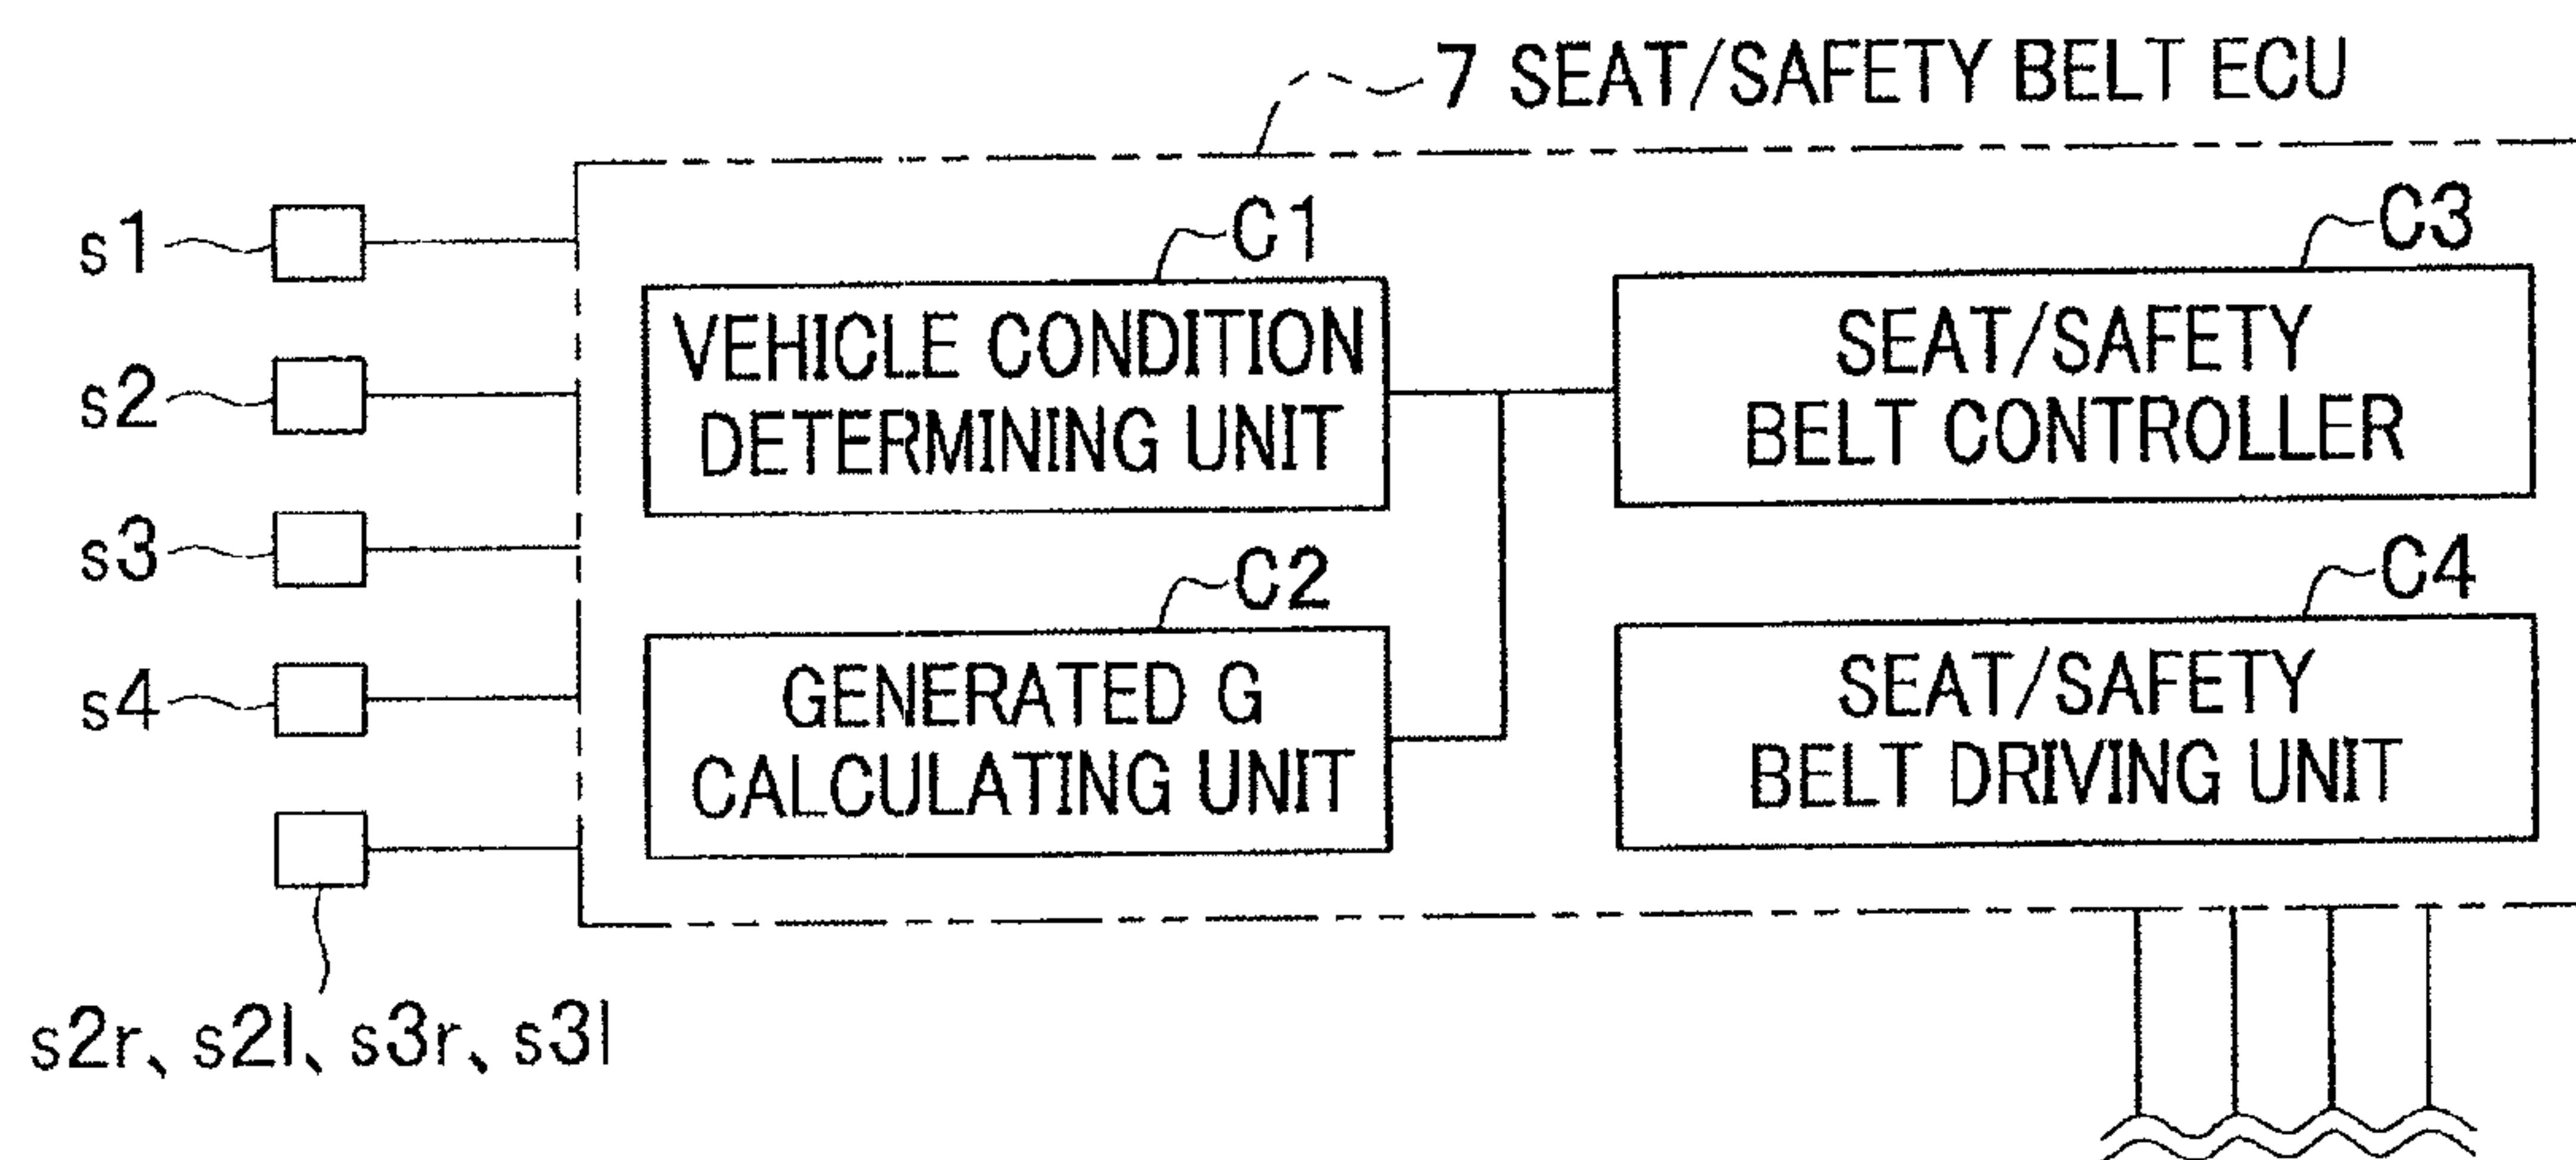 7 SEAT/SAFETY BELT ECU
s1
s2
s3
s4
s2r、s2l、s3r、s3l
C1
VEHICLE CONDITION
DETERMINING UNIT
C2
GENERATED G
CALCULATING UNIT
C3
SEAT/SAFETY
BELT CONTROLLER
C4
SEAT/SAFETY
BELT DRIVING UNIT